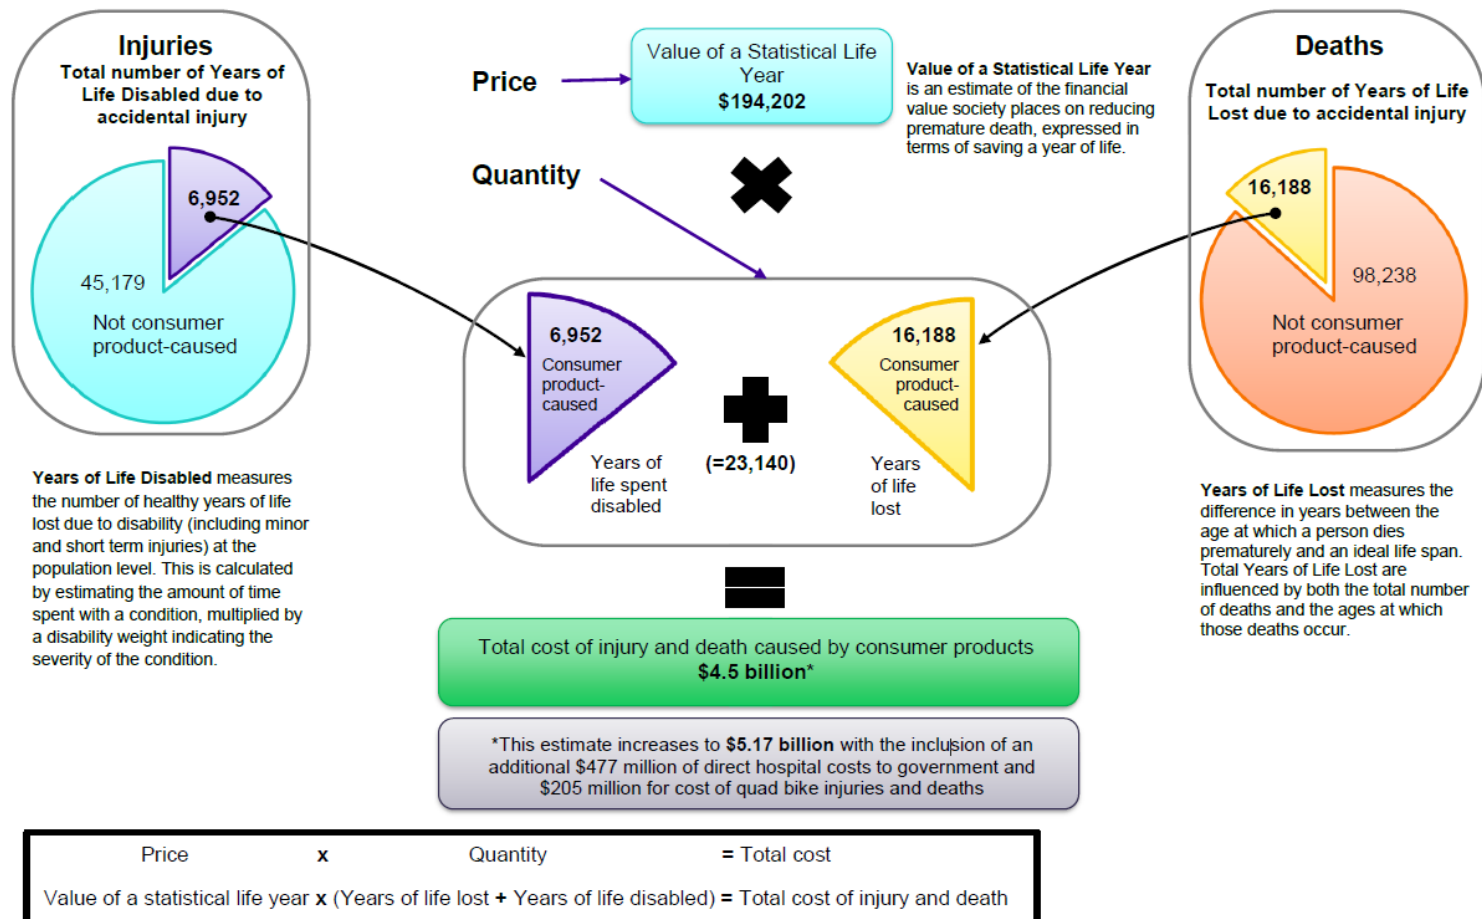 Injuries
Total number of Years of
Life Disabled due to
accidental injury
6,952
45,179
Not consumer
product-caused
Years of Life Disabled measures
the number of healthy years of life
lost due to disability (including minor
and short term injuries) at the
population level. This is calculated
by estimating the amount of time
spent with a condition, multiplied by
a disability weight indicating the
severity of the condition.
Price
Value of a Statistical Life
Year
$194,202
Value of a Statistical Life Year
is an estimate of the financial
value society places on reducing
premature death, expressed in
terms of saving a year of life.
Quantity
6,952
Consumer
product-
caused
Years of
life spent
disabled
(=23,140)
16,188
Consumer
product-
caused
Years
of life
lost
Deaths
Total number of Years of Life
Lost due to accidental injury
16,188
98,238
Not consumer
product-caused
Years of Life Lost measures the
difference in years between the
age at which a person dies
prematurely and an ideal life span.
Total Years of Life Lost are
influenced by both the total number
of deaths and the ages at which
those deaths occur.
Total cost of injury and death caused by consumer products
$4.5 billion*
*This estimate increases to $5.17 billion with the inclusion of an
additional $477 million of direct hospital costs to government and
$205 million for cost of quad bike injuries and deaths
Price x Quantity = Total cost
Value of a statistical life year x (Years of life lost + Years of life disabled) = Total cost of injury and death